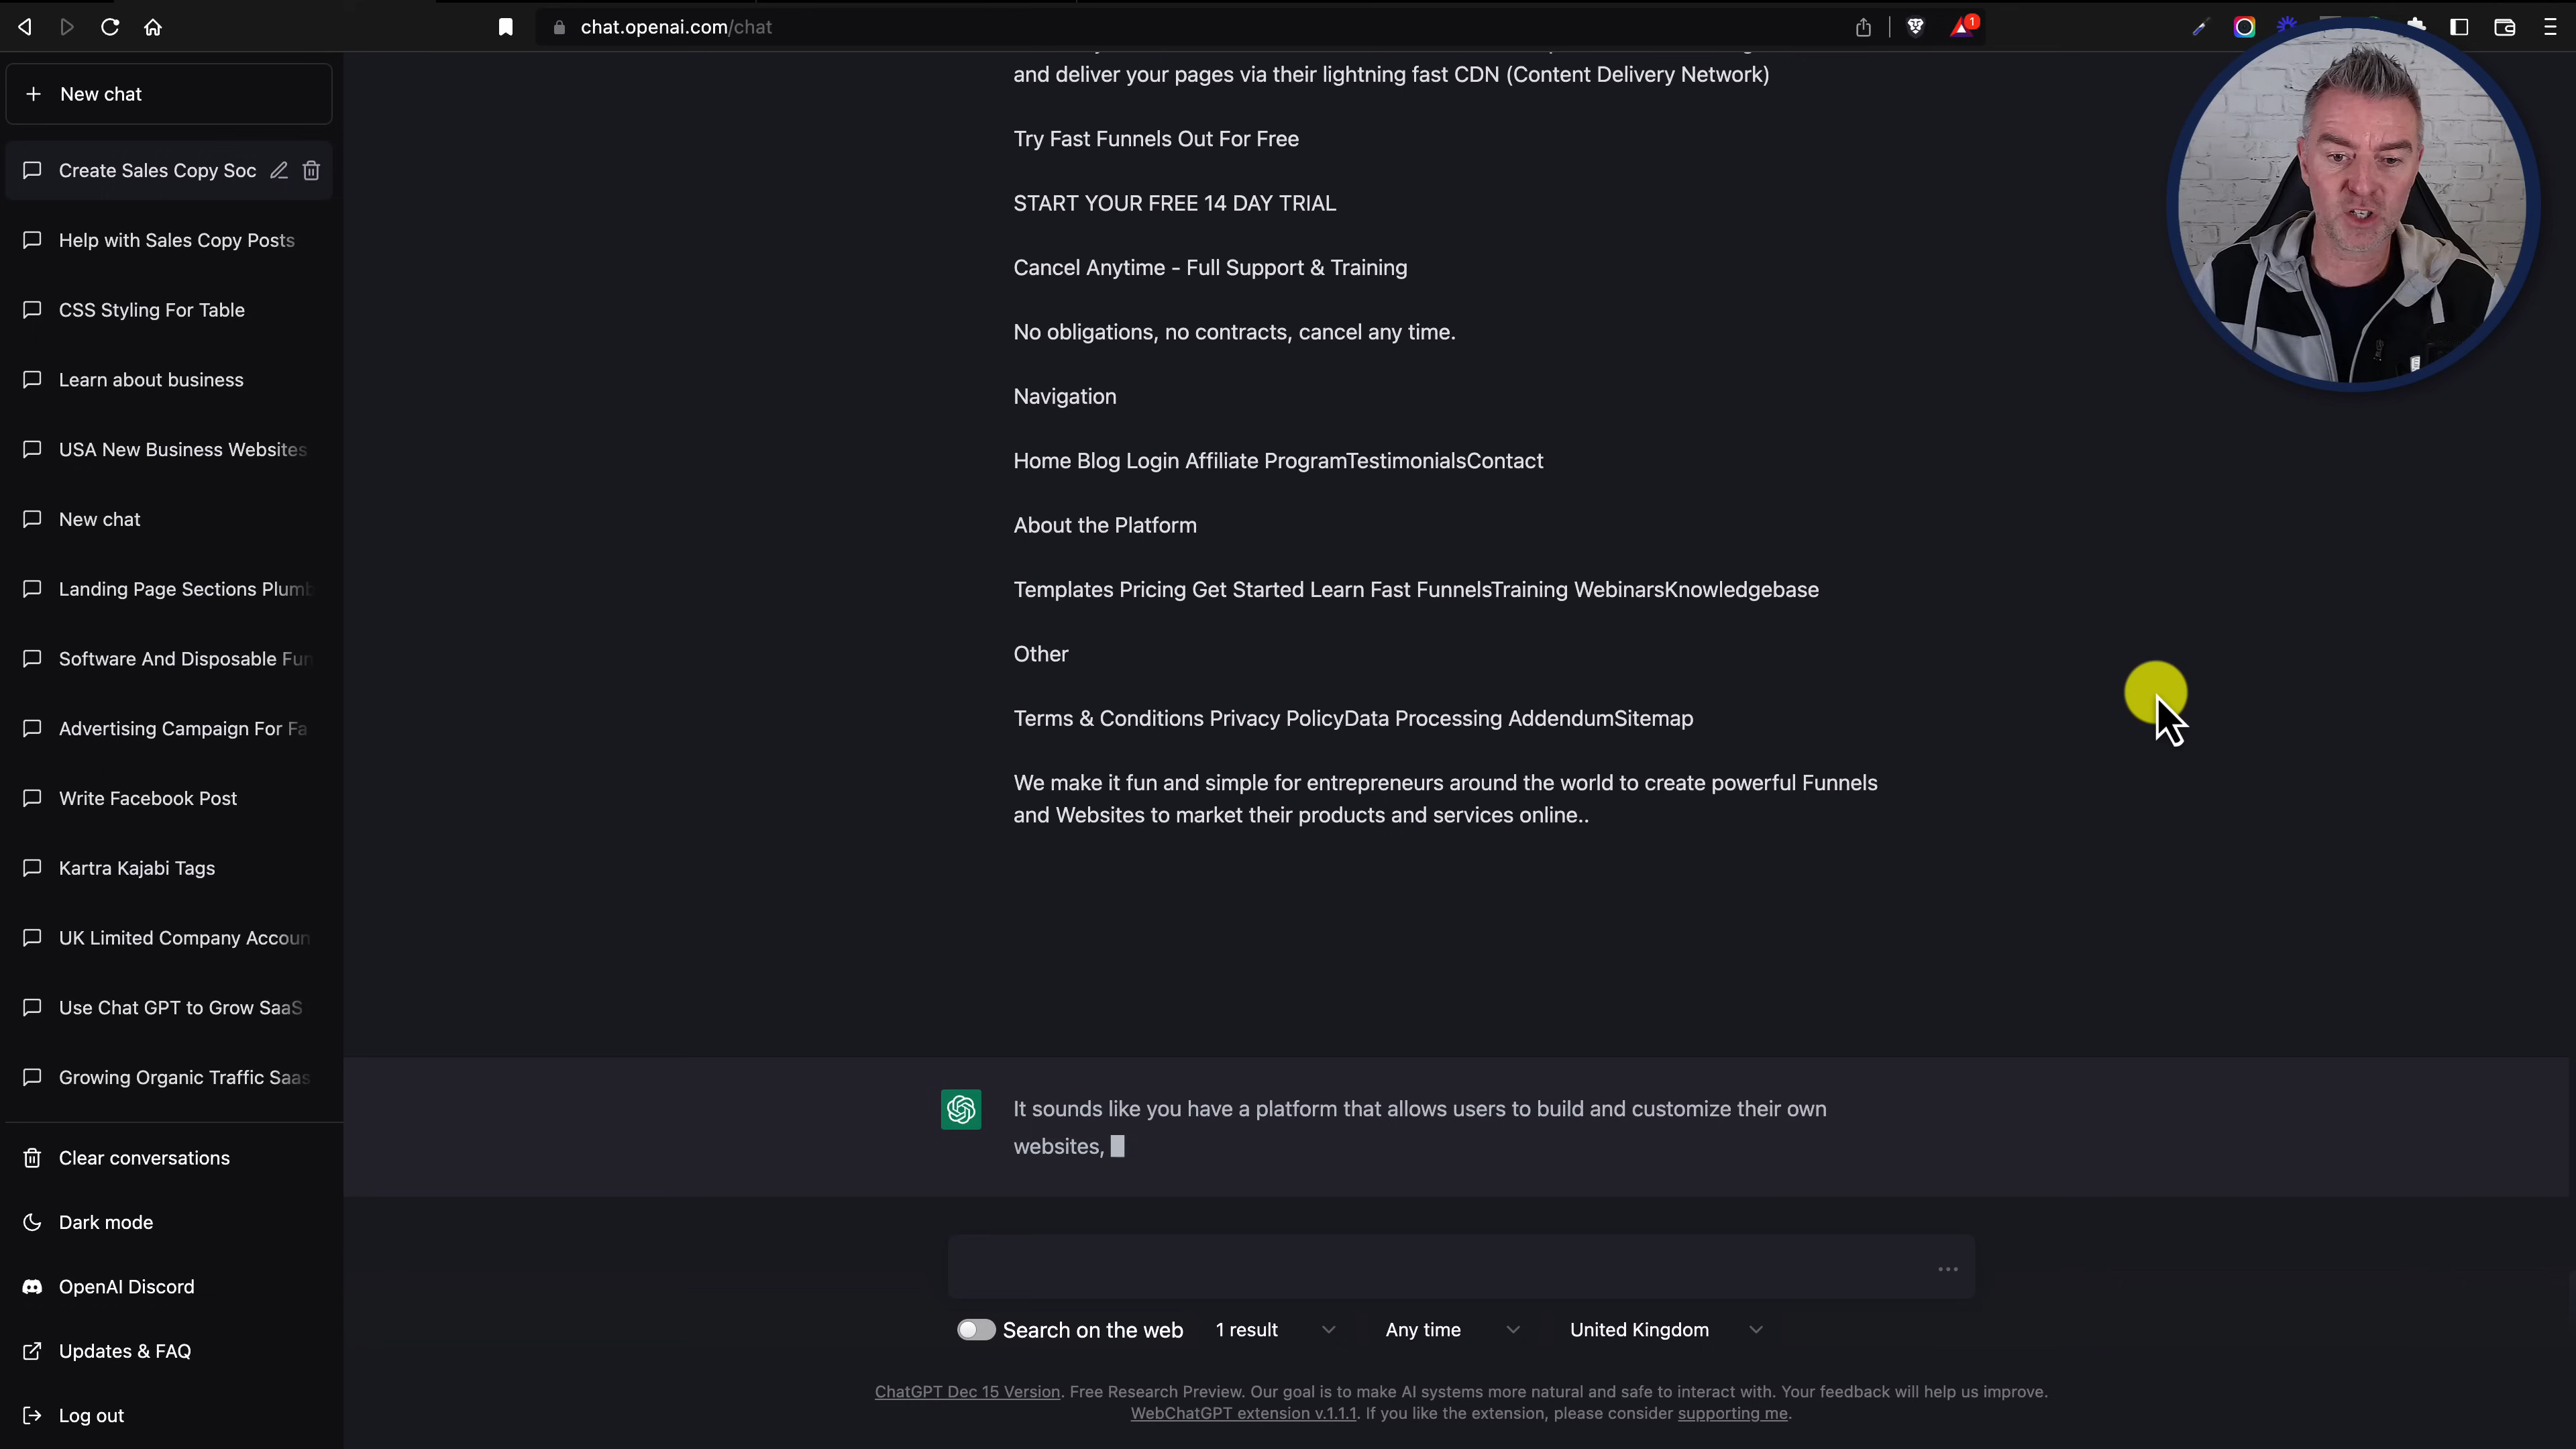 chat.openai.com/chat
1
New chat
Create Sales Copy Soc
Help with Sales Copy Posts
CSS Styling For Table
Learn about business
USA New Business Websites
New chat
Landing Page Sections Plumb
Software And Disposable Fun
Advertising Campaign For Fa
Write Facebook Post
Kartra Kajabi Tags
UK Limited Company Accoun
Use Chat GPT to Grow SaaS
Growing Organic Traffic Saas
Clear conversations
Dark mode
OpenAI Discord
Updates & FAQ
Log out
and deliver your pages via their lightning fast CDN (Content Delivery Network)
Try Fast Funnels Out For Free
START YOUR FREE 14 DAY TRIAL
Cancel Anytime - Full Support & Training
No obligations, no contracts, cancel any time.
Navigation
Home Blog Login Affiliate ProgramTestimonialsContact
About the Platform
Templates Pricing Get Started Learn Fast FunnelsTraining WebinarsKnowledgebase
Other
Terms & Conditions Privacy PolicyData Processing AddendumSitemap
We make it fun and simple for entrepreneurs around the world to create powerful Funnels
and Websites to market their products and services online..
It sounds like you have a platform that allows users to build and customize their own
websites,
Search on the web 1 result Any time United Kingdom
ChatGPT Dec 15 Version. Free Research Preview. Our goal is to make AI systems more natural and safe to interact with. Your feedback will help us improve.
WebChatGPT extension v.1.1.1. If you like the extension, please consider supporting me.